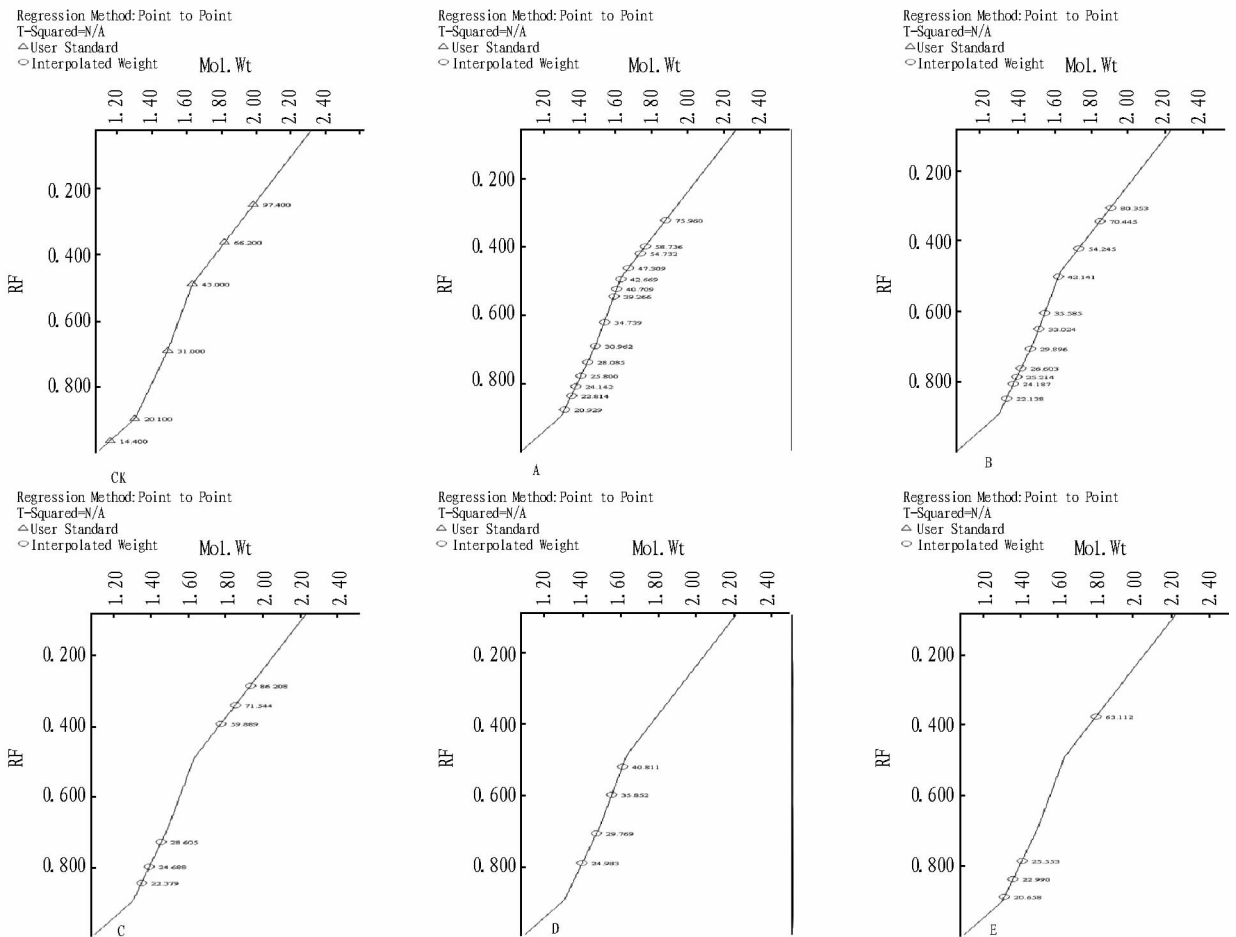 Regression Method:Point to Point
T-Squared=N/A
△User Standard
○Interpolated Weight Mol.Wt
1.20 1.40 1.60 1.80 2.00 2.20 2.40
RF
0.200
0.400
0.600
0.800
97.400
66.200
43.000
31.000
20.100
14.400
CK
Regression Method:Point to Point
T-Squared=N/A
△User Standard
○Interpolated Weight Mol.Wt
1.20 1.40 1.60 1.80 2.00 2.20 2.40
RF
0.200
0.400
0.600
0.800
75.960
58.736
54.732
47.309
42.669
40.709
39.266
34.739
30.962
28.085
25.800
24.142
22.814
20.929
A
Regression Method:Point to Point
T-Squared=N/A
△User Standard
○Interpolated Weight Mol.Wt
1.20 1.40 1.60 1.80 2.00 2.20 2.40
RF
0.200
0.400
0.600
0.800
80.353
70.445
54.245
42.141
35.585
33.024
29.896
26.603
25.214
24.187
22.138
B
Regression Method:Point to Point
T-Squared=N/A
△User Standard
○Interpolated Weight Mol.Wt
1.20 1.40 1.60 1.80 2.00 2.20 2.40
RF
0.200
0.400
0.600
0.800
86.208
71.544
59.889
28.605
24.688
22.379
C
Regression Method:Point to Point
T-Squared=N/A
△ User Standard
○ Interpolated Weight Mol.Wt
1.20 1.40 1.60 1.80 2.00 2.20 2.40
RF
0.200
0.400
0.600
0.800
40.811
35.852
29.769
24.983
D
Regression Method:Point to Point
T-Squared=N/A
△ User Standard
○ Interpolated Weight Mol.Wt
1.20 1.40 1.60 1.80 2.00 2.20 2.40
RF
0.200
0.400
0.600
0.800
63.112
25.353
22.990
20.658
E